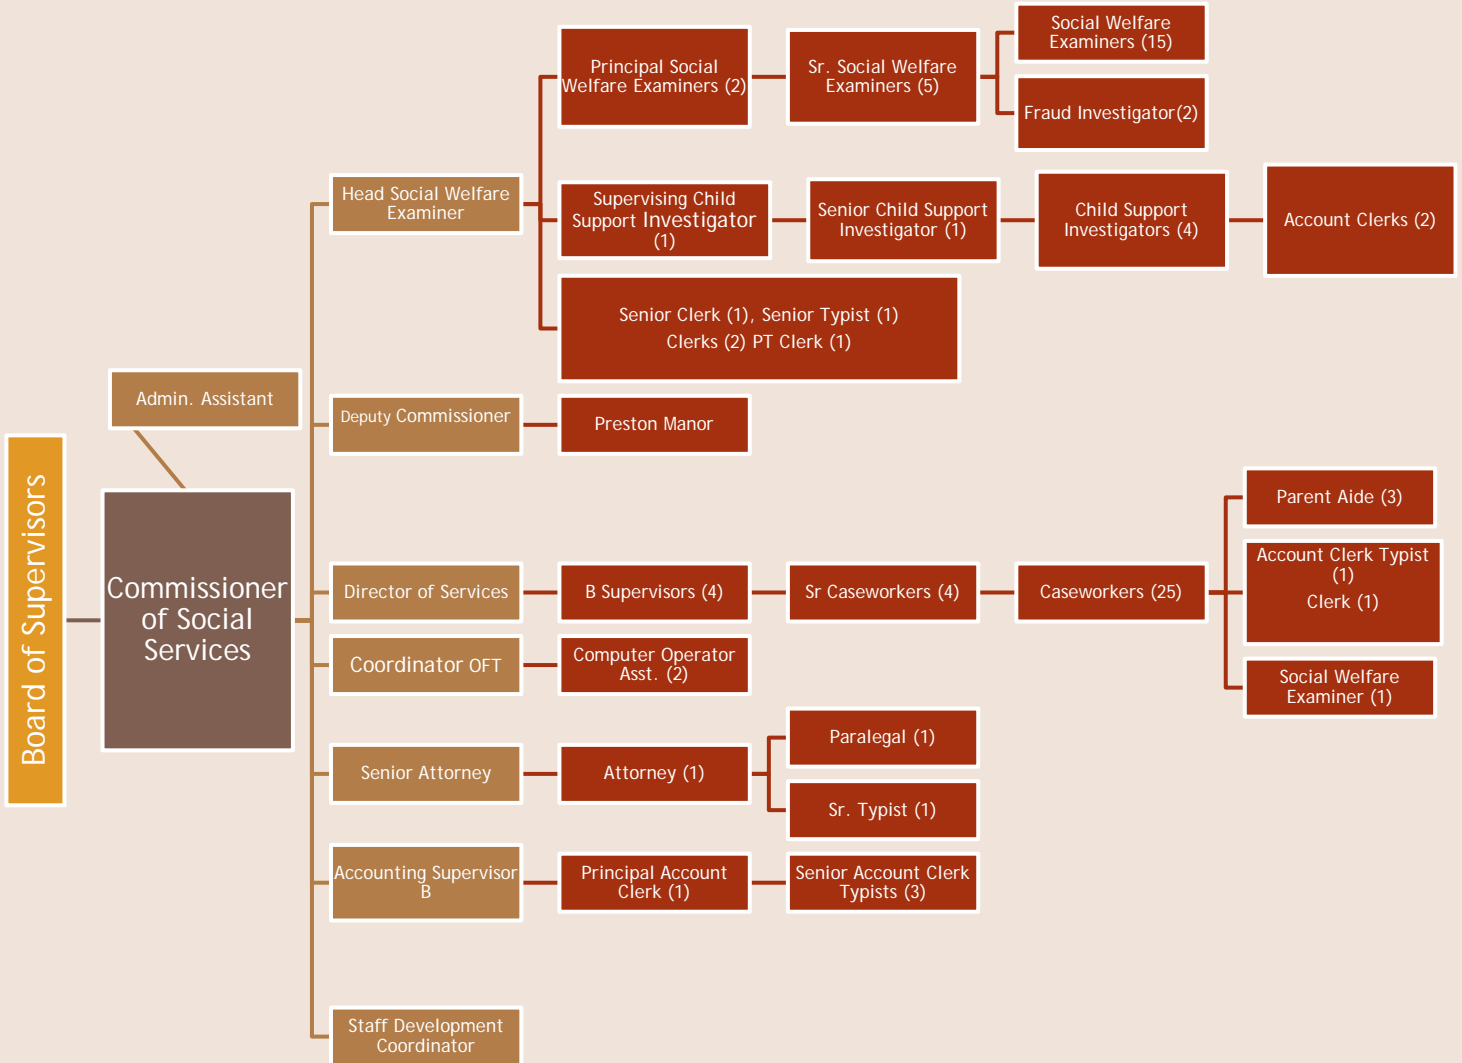 Board of Supervisors
Commissioner
of Social
Services
Admin. Assistant
Head Social Welfare
Examiner
Principal Social
Welfare Examiners (2)
Sr. Social Welfare
Examiners (5)
Social Welfare
Examiners (15)
Fraud Investigator(2)
Supervising Child
Support Investigator
(1)
Senior Child Support
Investigator (1)
Child Support
Investigators (4)
Account Clerks (2)
Senior Clerk (1), Senior Typist (1)
Clerks (2) PT Clerk (1)
Deputy Commissioner
Preston Manor
Director of Services
B Supervisors (4)
Sr Caseworkers (4)
Caseworkers (25)
Parent Aide (3)
Account Clerk Typist
(1)
Clerk (1)
Social Welfare
Examiner (1)
Coordinator OFT
Computer Operator
Asst. (2)
Senior Attorney
Attorney (1)
Paralegal (1)
Sr. Typist (1)
Accounting Supervisor
B
Principal Account
Clerk (1)
Senior Account Clerk
Typists (3)
Staff Development
Coordinator